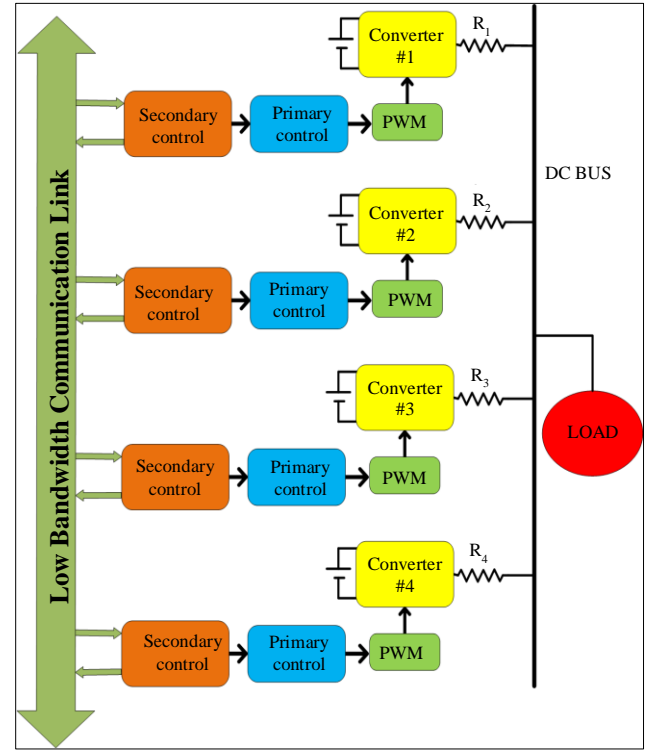 Low Bandwidth Communication Link
Converter
#1
R1
Secondary
control
Primary
control
PWM
DC BUS
Converter
#2
R2
Secondary
control
Primary
control
PWM
Converter
#3
R3
LOAD
Secondary
control
Primary
control
PWM
Converter
#4
R4
Secondary
control
Primary
control
PWM